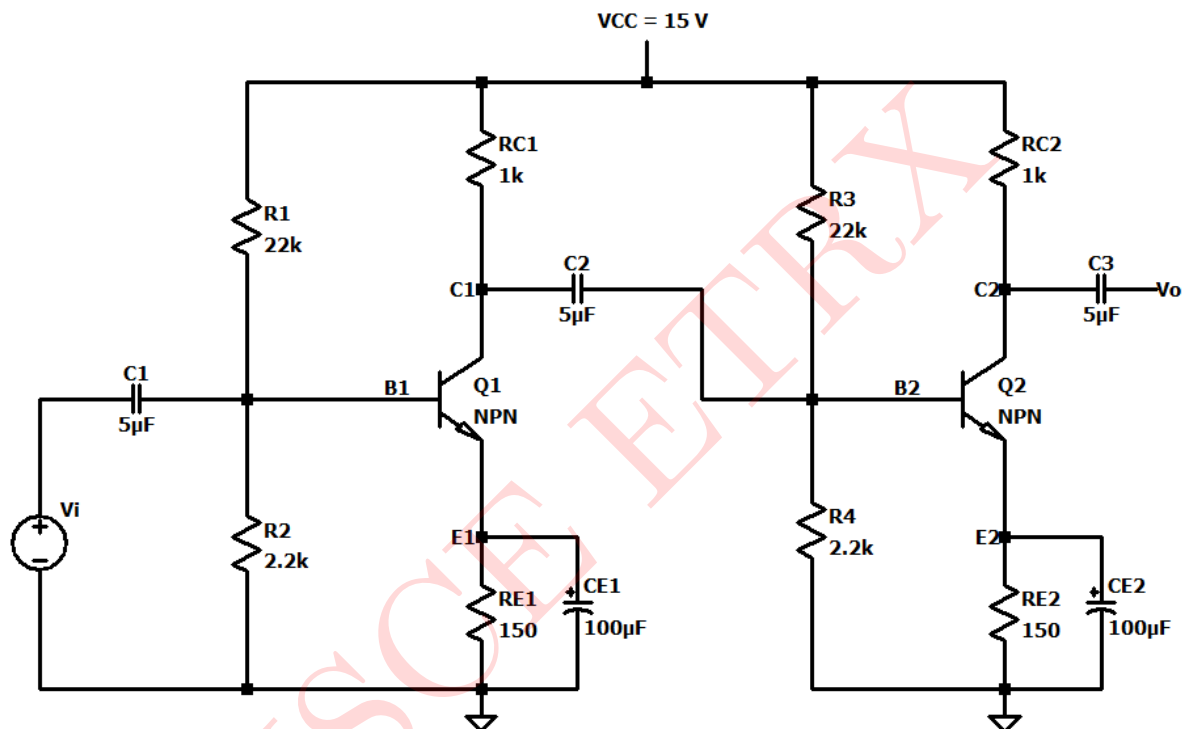 VCC = 15 V
RC1
1k
RC2
1k
R1
22k
R3
22k
C1
C2
5µF
C2
C3
5µF
Vo
C1
5µF
B1
Q1
NPN
B2
Q2
NPN
Vi
R2
2.2k
R4
2.2k
E1
RE1
150
CE1
100µF
E2
RE2
150
CE2
100µF
SCE ETRX